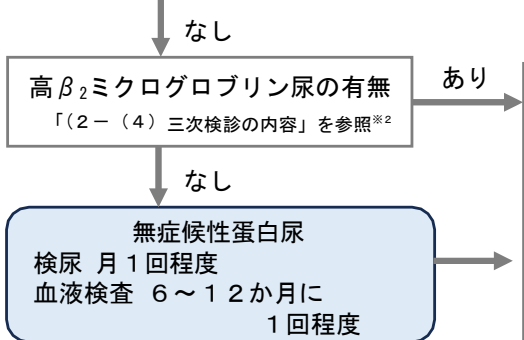 なし
高β₂ミクログロブリン尿の有無
あり
「(2－(4) 三次検診の内容」を参照※2
なし
無症候性蛋白尿
検尿 月1回程度
血液検査 6～12か月に
1回程度